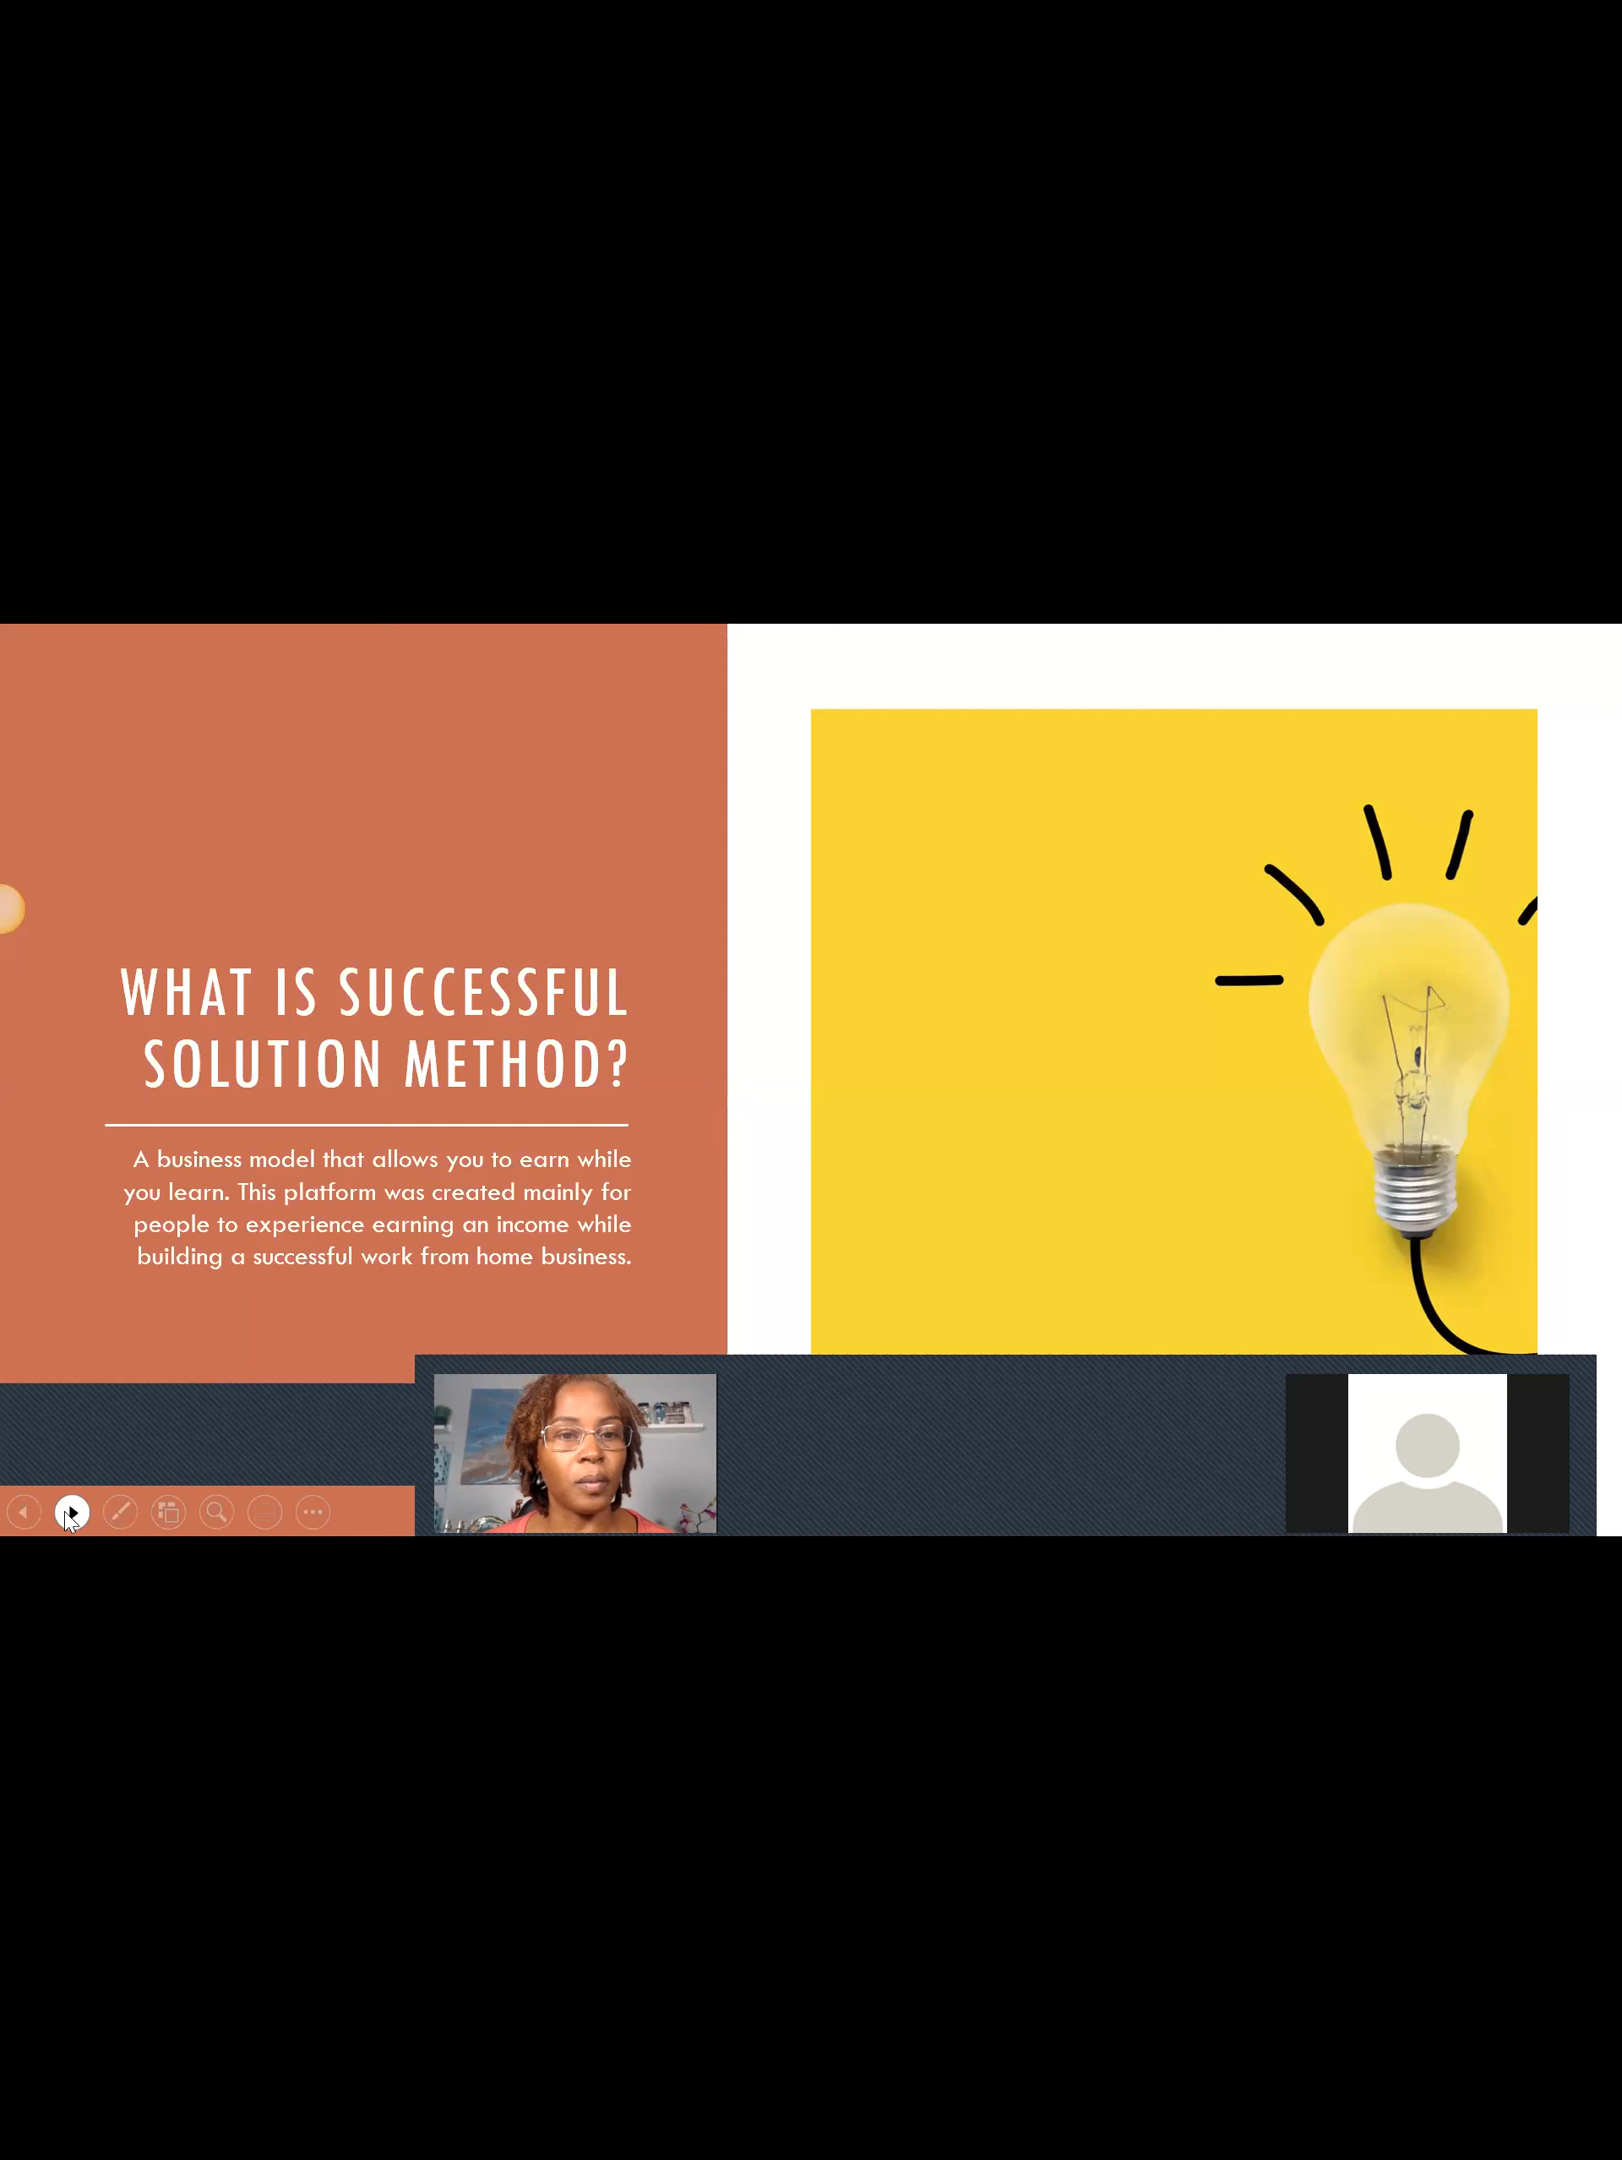 WHAT IS SUCCESSFUL
SOLUTION METHOD?
A business model that allows you to earn while
you learn. This platform was created mainly for
people to experience earning an income while
building a successful work from home business.